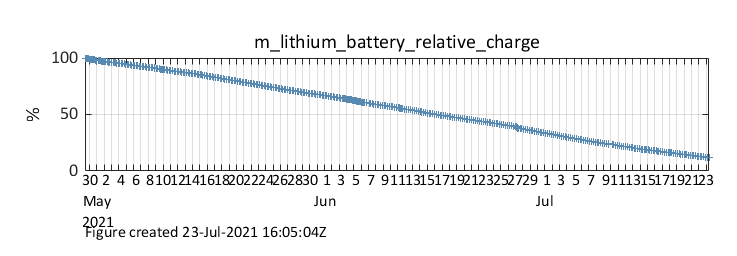 m_lithium_battery_relative_charge
100
50
0
%
30 2 4 6 8 10 12 14 16 18 20 22 24 26 28 30 1 3 5 7 9 11 13 15 17 19 21 23 25 27 29 1 3 5 7 9 11 13 15 17 19 21 23
May Jun Jul
2021
Figure created 23-Jul-2021 16:05:04Z